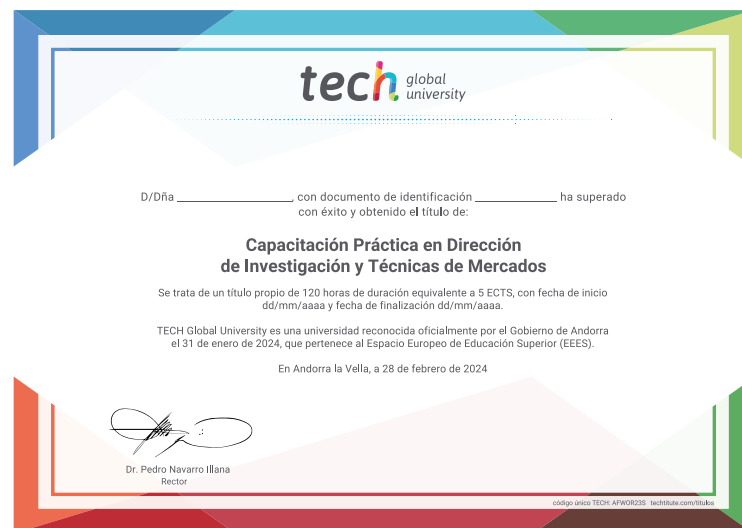 tech global university
D/Dña ____________________, con documento de identificación ______________ ha superado
con éxito y obtenido el título de:
Capacitación Práctica en Dirección
de Investigación y Técnicas de Mercados
Se trata de un título propio de 120 horas de duración equivalente a 5 ECTS, con fecha de inicio
dd/mm/aaaa y fecha de finalización dd/mm/aaaa.
TECH Global University es una universidad reconocida oficialmente por el Gobierno de Andorra
el 31 de enero de 2024, que pertenece al Espacio Europeo de Educación Superior (EEES).
En Andorra la Vella, a 28 de febrero de 2024
Dr. Pedro Navarro Illana
Rector
código único TECH: AFWOR23S techtitute.com/titulos